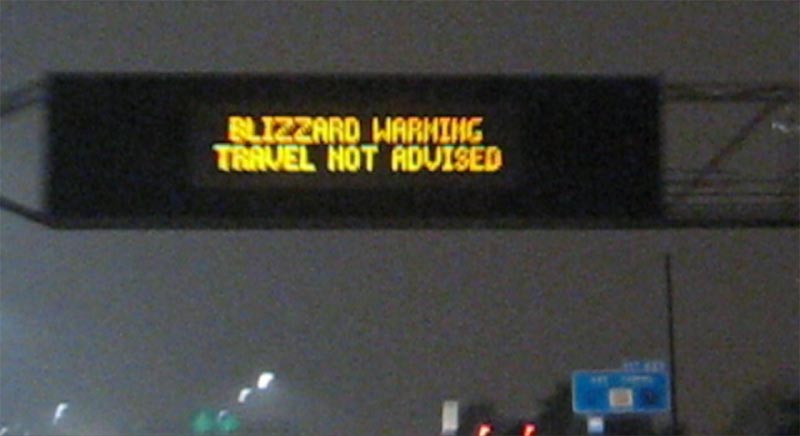 BLIZZARD WARNING
TRAVEL NOT ADVISED